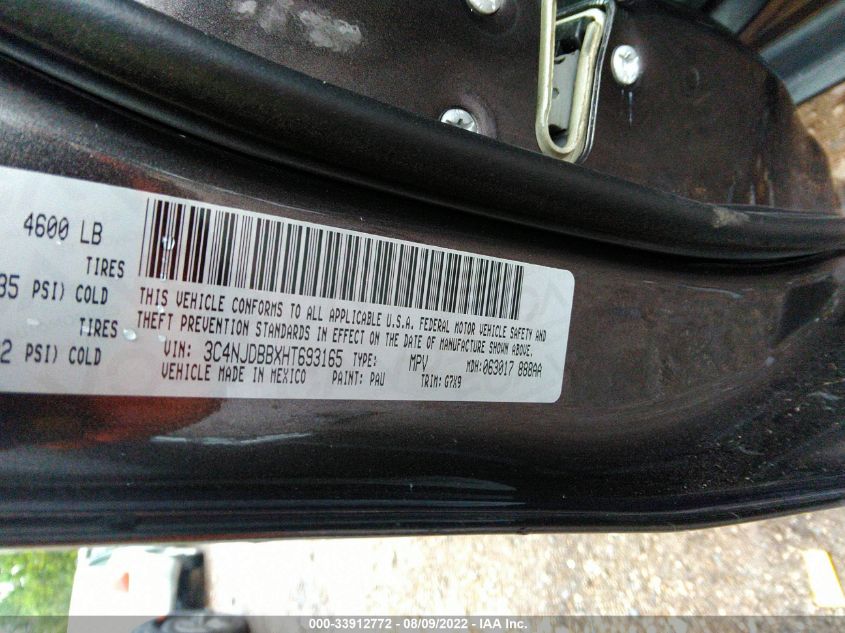 4600 LB
TIRES
35 PSI) COLD
TIRES
2 PSI) COLD
THIS VEHICLE CONFORMS TO ALL APPLICABLE U.S.A. FEDERAL MOTOR VEHICLE SAFETY AND
THEFT PREVENTION STANDARDS IN EFFECT ON THE DATE OF MANUFACTURE SHOWN ABOVE.
VIN: 3C4NJDBBXHT693165 TYPE: MPV MDH:063017 888AA
VEHICLE MADE IN MEXICO PAINT: PAU TRIM: G7X9
000-33912772 - 08/09/2022 - IAA Inc.